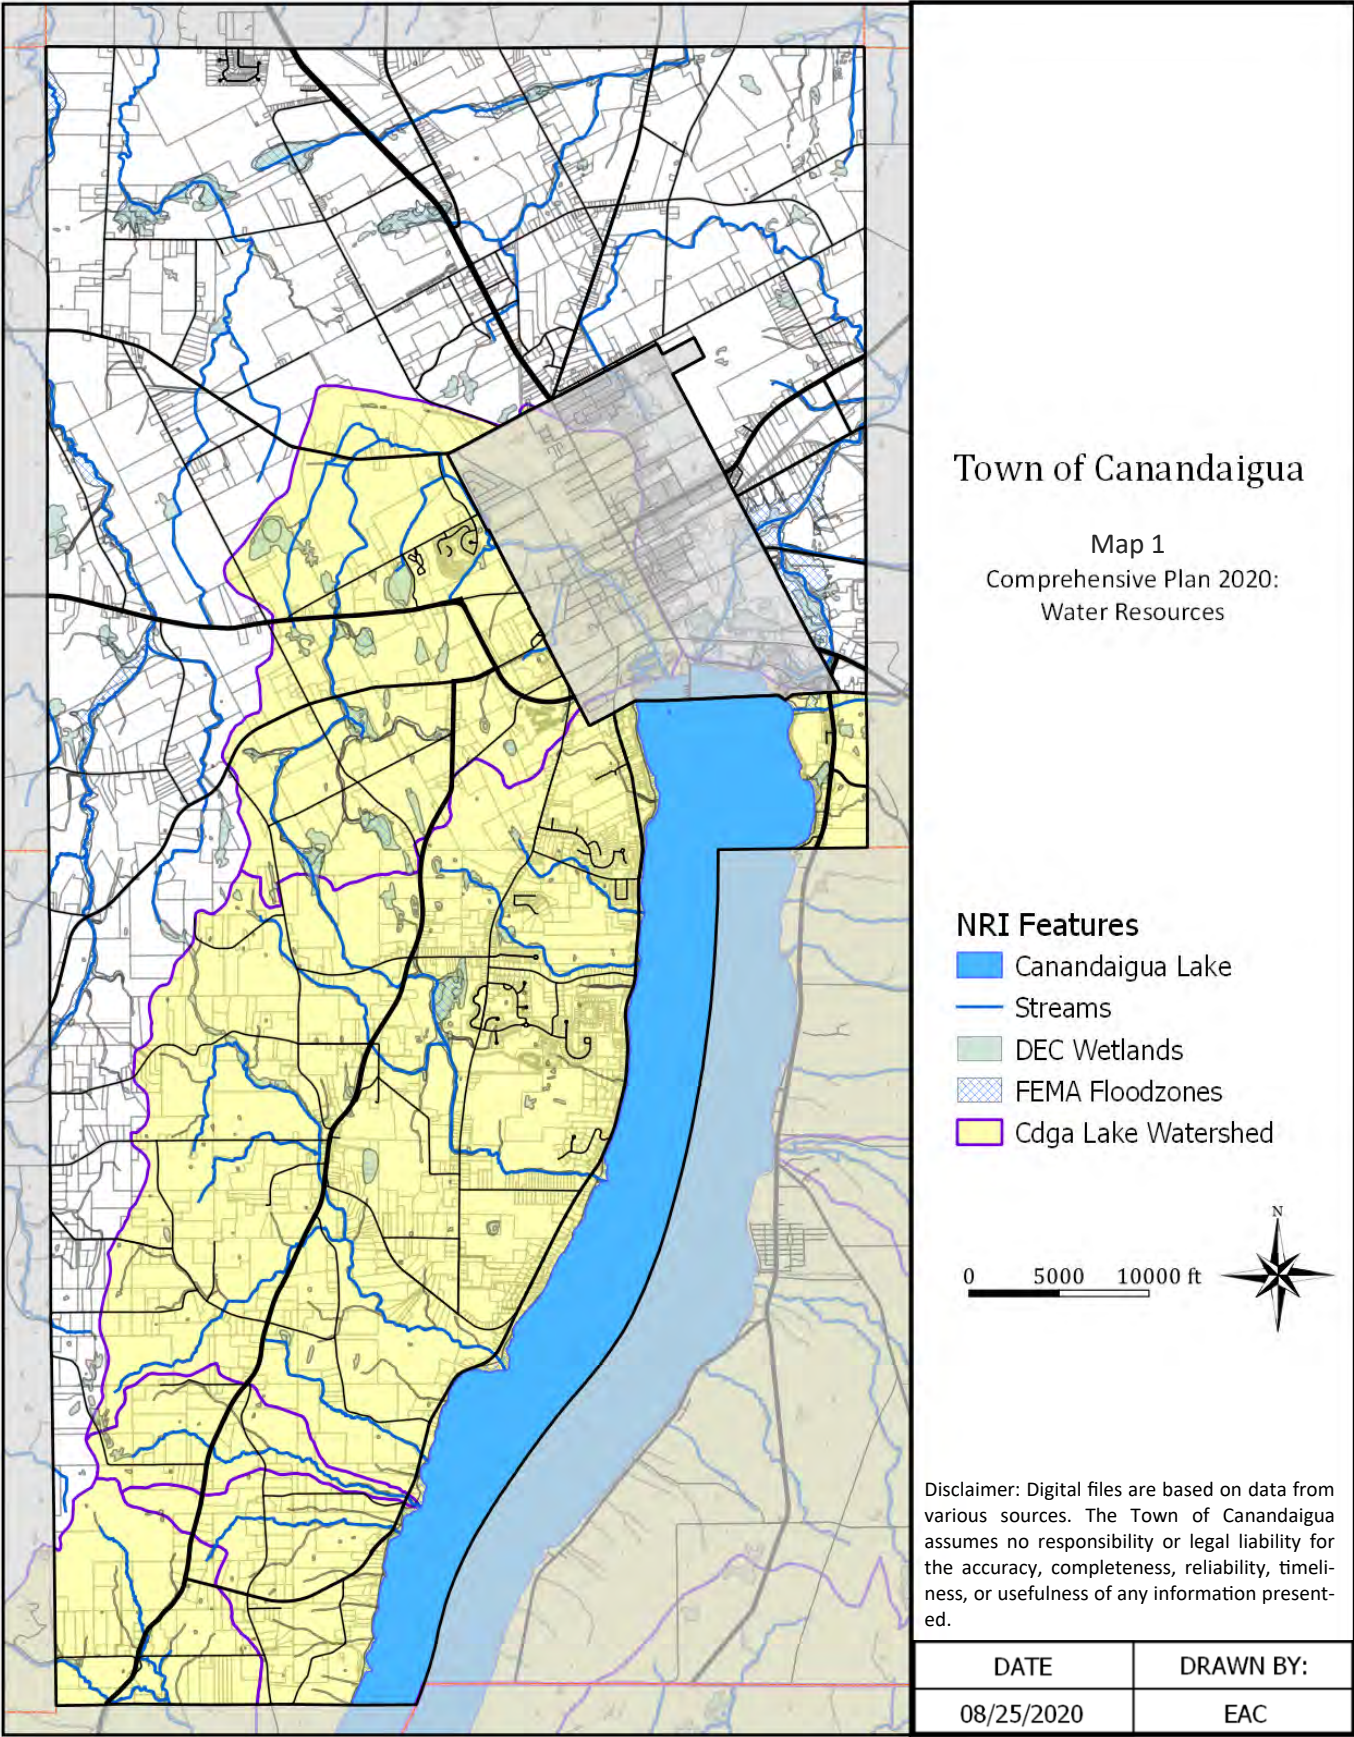 Town of Canandaigua
Map 1
Comprehensive Plan 2020:
Water Resources
NRI Features
Canandaigua Lake
Streams
DEC Wetlands
FEMA Floodzones
Cdga Lake Watershed
N
0 5000 10000 ft
Disclaimer: Digital files are based on data from
various sources. The Town of Canandaigua
assumes no responsibility or legal liability for
the accuracy, completeness, reliability, timeli-
ness, or usefulness of any information present-
ed.
DATE DRAWN BY:
08/25/2020 EAC